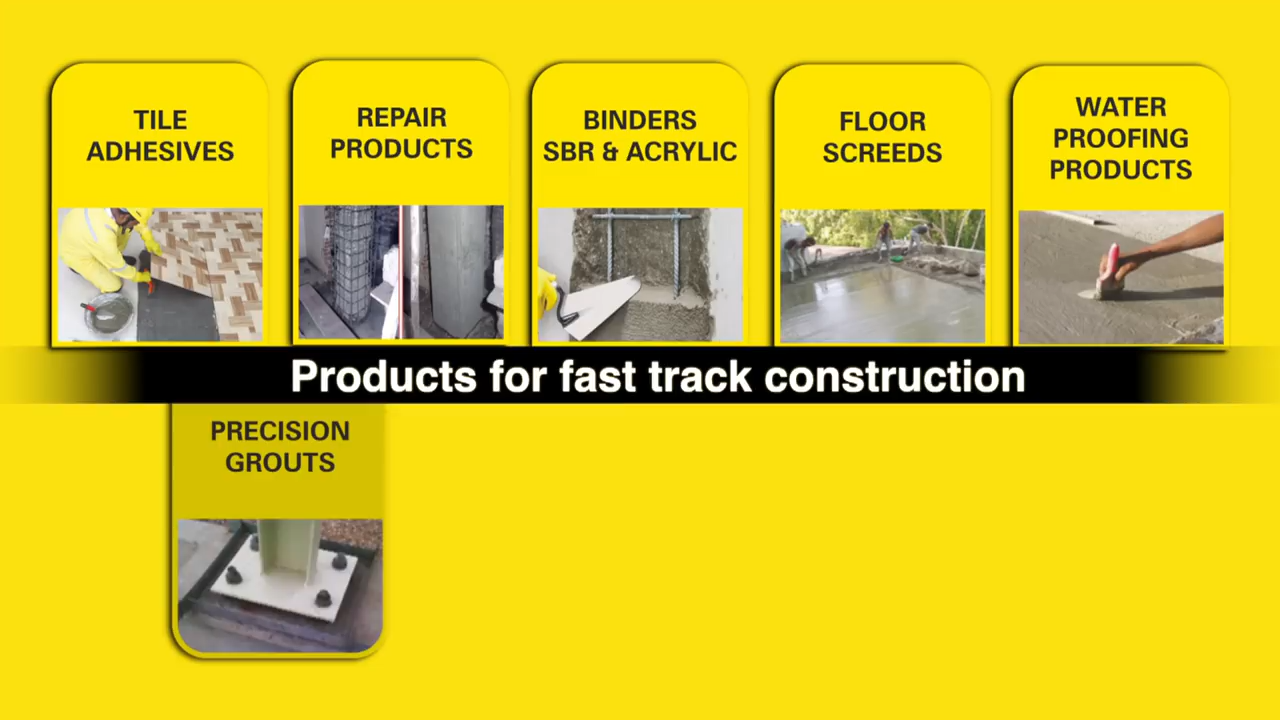 TILE
ADHESIVES
REPAIR
PRODUCTS
BINDERS
SBR & ACRYLIC
FLOOR
SCREEDS
WATER
PROOFING
PRODUCTS
Products for fast track construction
PRECISION
GROUTS